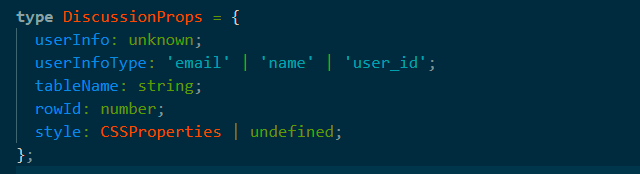 type DiscussionProps = {
  userInfo: unknown;
  userInfoType: 'email' | 'name' | 'user_id';
  tableName: string;
  rowId: number;
  style: CSSProperties | undefined;
};